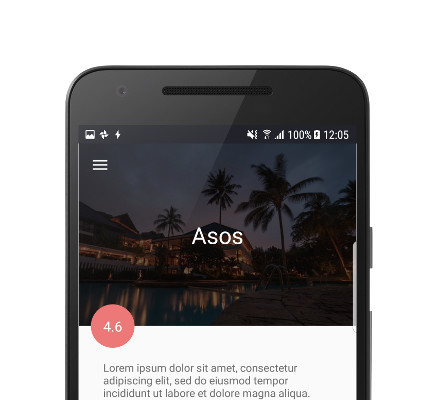 100% 12:05
Asos
4.6
Lorem ipsum dolor sit amet, consectetur
adipiscing elit, sed do eiusmod tempor
incididunt ut labore et dolore magna aliqua.